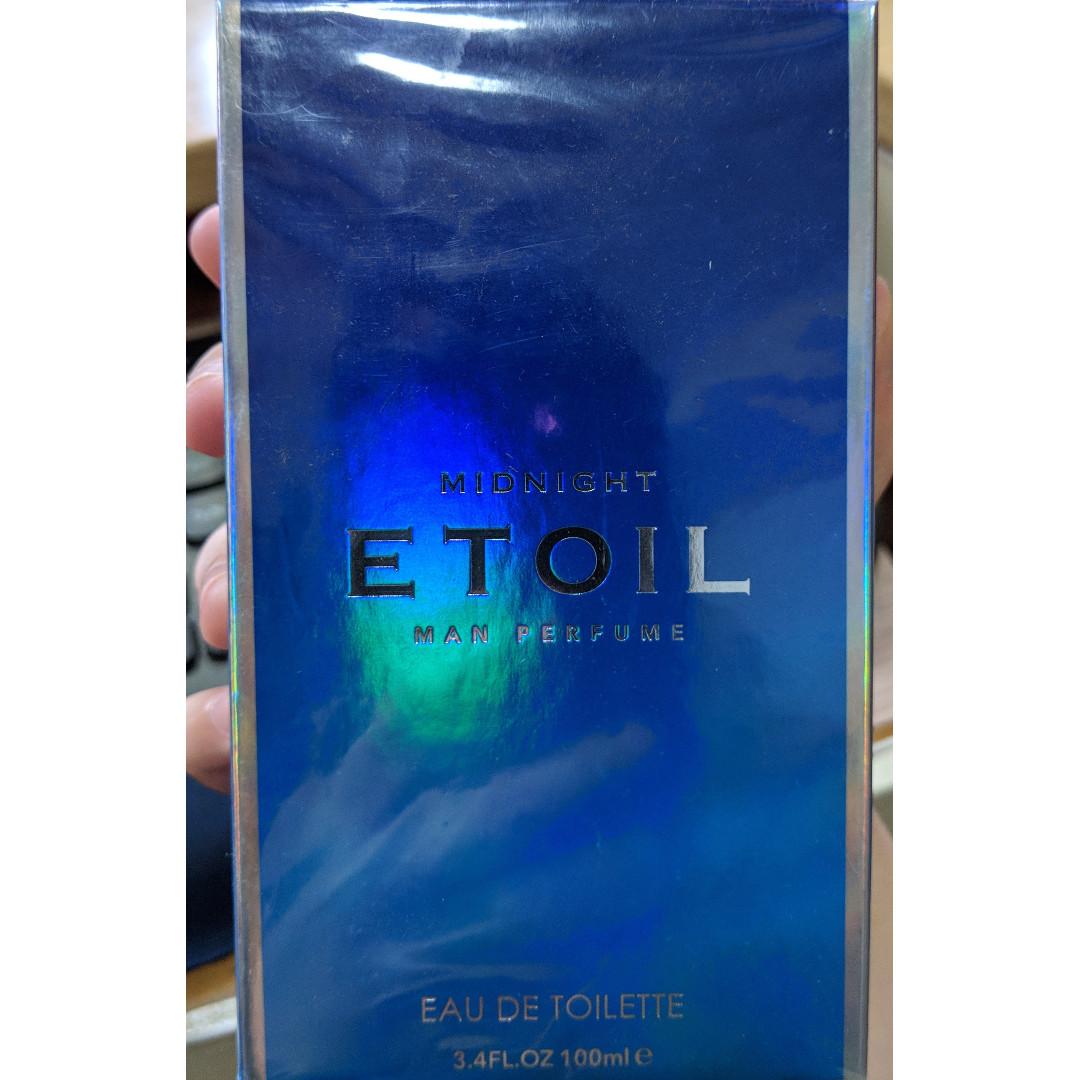 MIDNIGHT
ETOIL
MAN PERFUME
EAU DE TOILETTE
3.4FL.OZ 100ml ℮